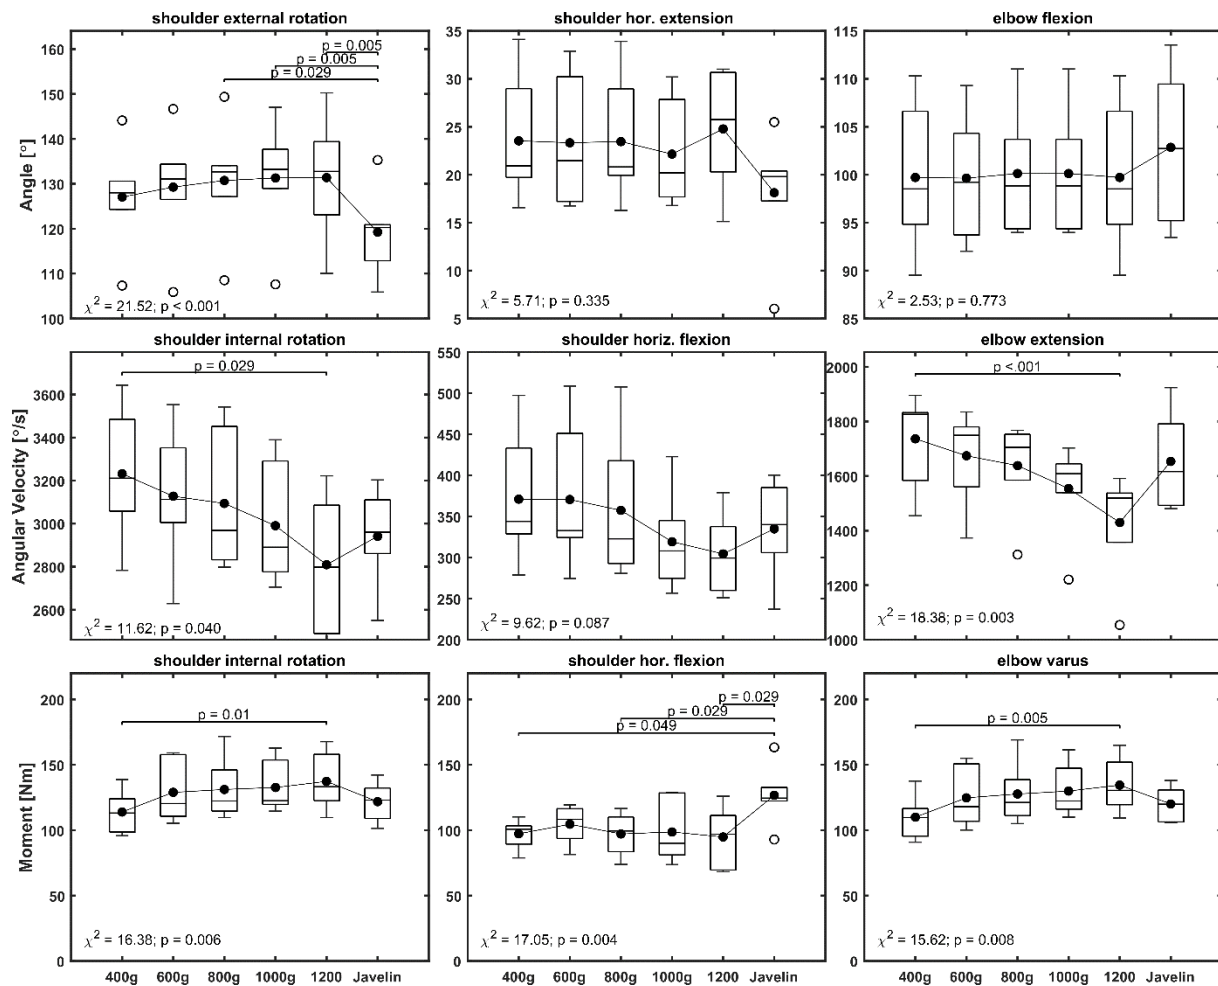 shoulder external rotation
shoulder hor. extension
elbow flexion
Angle [°]
160
150
140
130
120
110
100
p = 0.005
p = 0.005
p = 0.029
χ² = 21.52; p < 0.001
35
30
25
20
15
10
5
χ² = 5.71; p = 0.335
115
110
105
100
95
90
85
χ² = 2.53; p = 0.773
shoulder internal rotation
shoulder horiz. flexion
elbow extension
Angular Velocity [°/s]
3600
3400
3200
3000
2800
2600
p = 0.029
χ² = 11.62; p = 0.040
550
500
450
400
350
300
250
200
χ² = 9.62; p = 0.087
2000
1800
1600
1400
1200
1000
p <.001
χ² = 18.38; p = 0.003
shoulder internal rotation
shoulder hor. flexion
elbow varus
Moment [Nm]
200
150
100
50
0
p = 0.01
χ² = 16.38; p = 0.006
400g 600g 800g 1000g 1200 Javelin
200
150
100
50
0
p = 0.029
p = 0.029
p = 0.049
χ² = 17.05; p = 0.004
400g 600g 800g 1000g 1200 Javelin
200
150
100
50
0
p = 0.005
χ² = 15.62; p = 0.008
400g 600g 800g 1000g 1200 Javelin